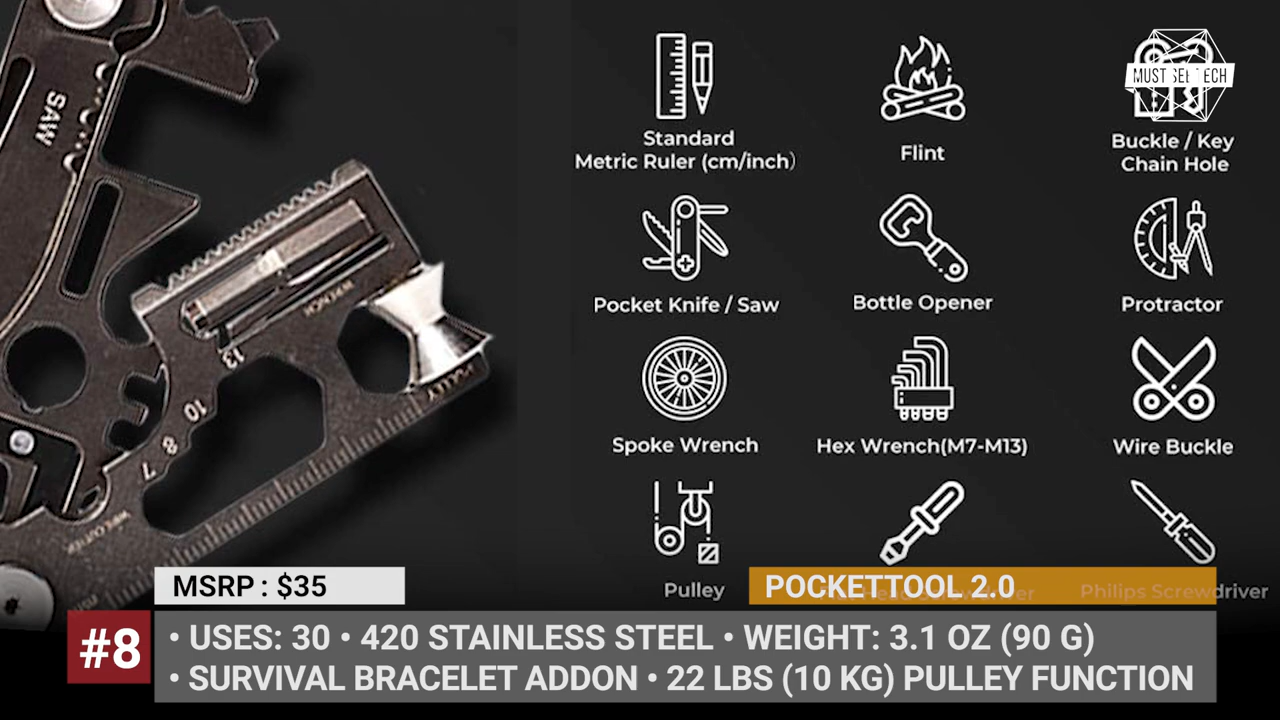 SAW
WRENCH
13
10
8
7
PULLEY
MUST SEE TECH
Standard
Metric Ruler (cm/inch)
Flint
Buckle / Key
Chain Hole
Pocket Knife / Saw
Bottle Opener
Protractor
Spoke Wrench
Hex Wrench(M7-M13)
Wire Buckle
Pulley
Philips Screwdriver
MSRP : $35
POCKETTOOL 2.0
#8
• USES: 30 • 420 STAINLESS STEEL • WEIGHT: 3.1 OZ (90 G)
• SURVIVAL BRACELET ADDON • 22 LBS (10 KG) PULLEY FUNCTION